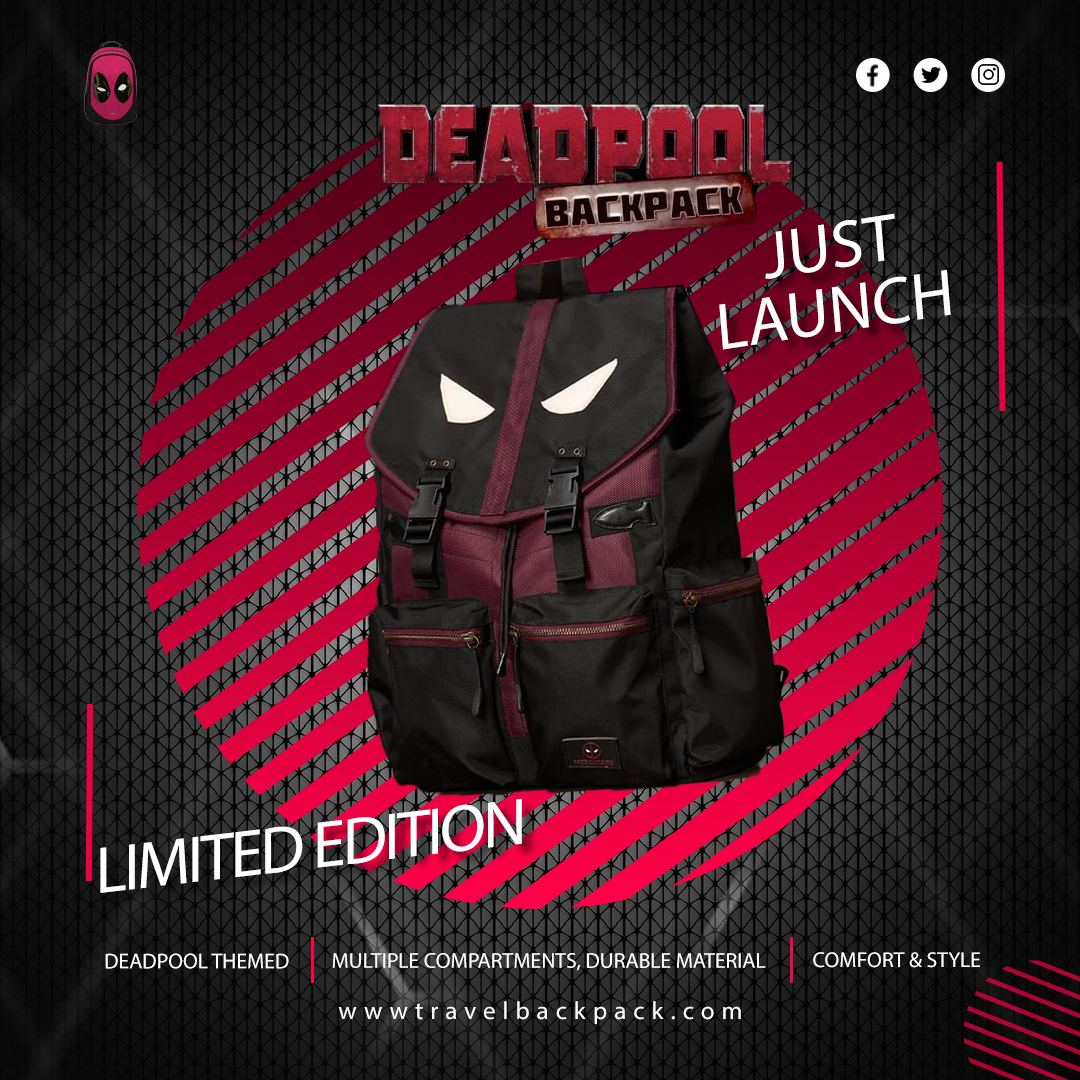 DEADPOOL
BACKPACK
JUST
LAUNCH
LIMITED EDITION
DEADPOOL THEMED
MULTIPLE COMPARTMENTS, DURABLE MATERIAL
COMFORT & STYLE
wwwtravelbackpack.com